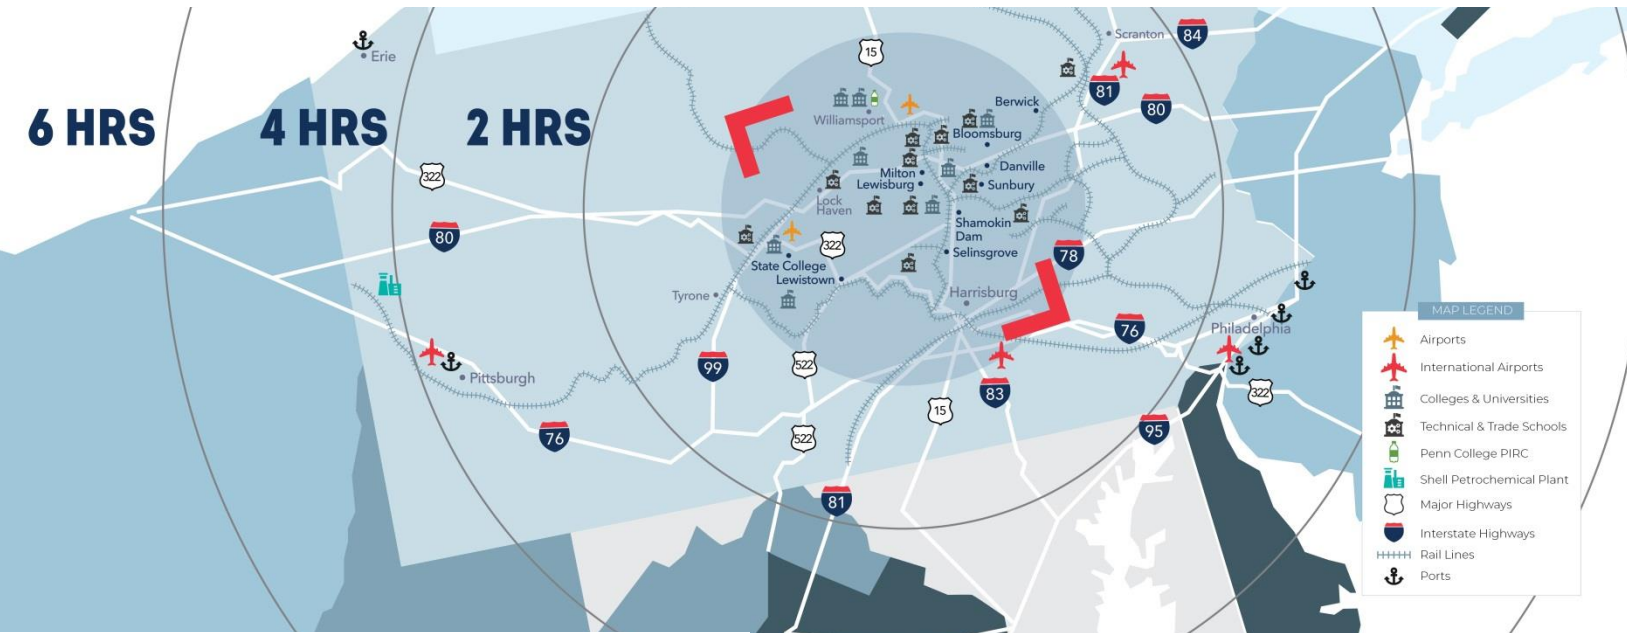 6 HRS
4 HRS
2 HRS
Erie
15
Scranton
84
81
80
Berwick
Williamsport
Bloomsburg
322
Milton
Danville
Lewisburg
Sunbury
Lock
Haven
80
Shamokin
Dam
322
Selinsgrove
78
State College
Lewistown
Tyrone
Harrisburg
76
Philadelphia
99
522
Pittsburgh
83
322
15
76
522
95
81
MAP LEGEND
Airports
International Airports
Colleges & Universities
Technical & Trade Schools
Penn College PIRC
Shell Petrochemical Plant
Major Highways
Interstate Highways
Rail Lines
Ports